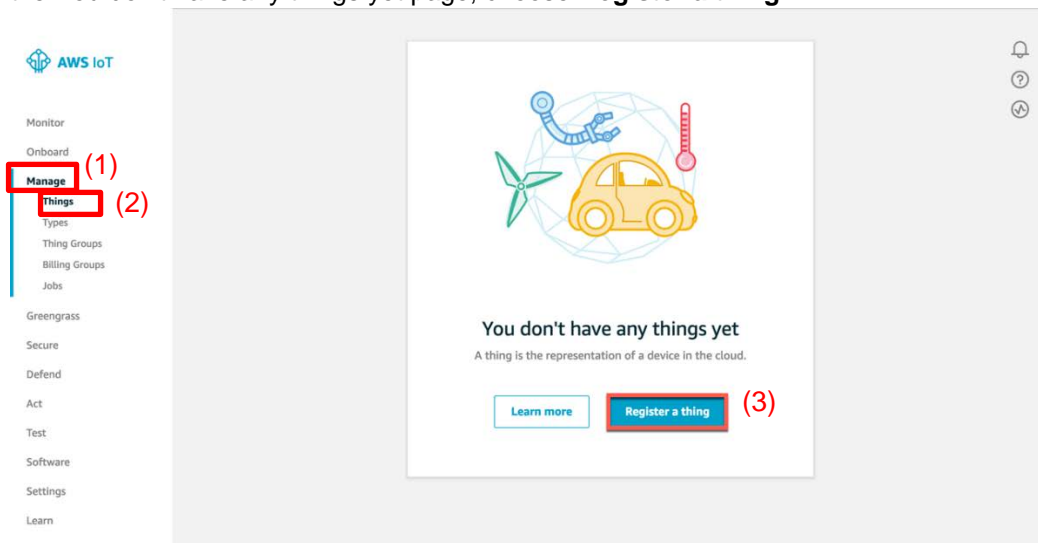 AWS IoT
Monitor
Onboard
(1)
Manage
Things
(2)
Types
Thing Groups
Billing Groups
Jobs
Greengrass
Secure
Defend
Act
Test
Software
Settings
Learn
You don't have any things yet
A thing is the representation of a device in the cloud.
Learn more
Register a thing
(3)